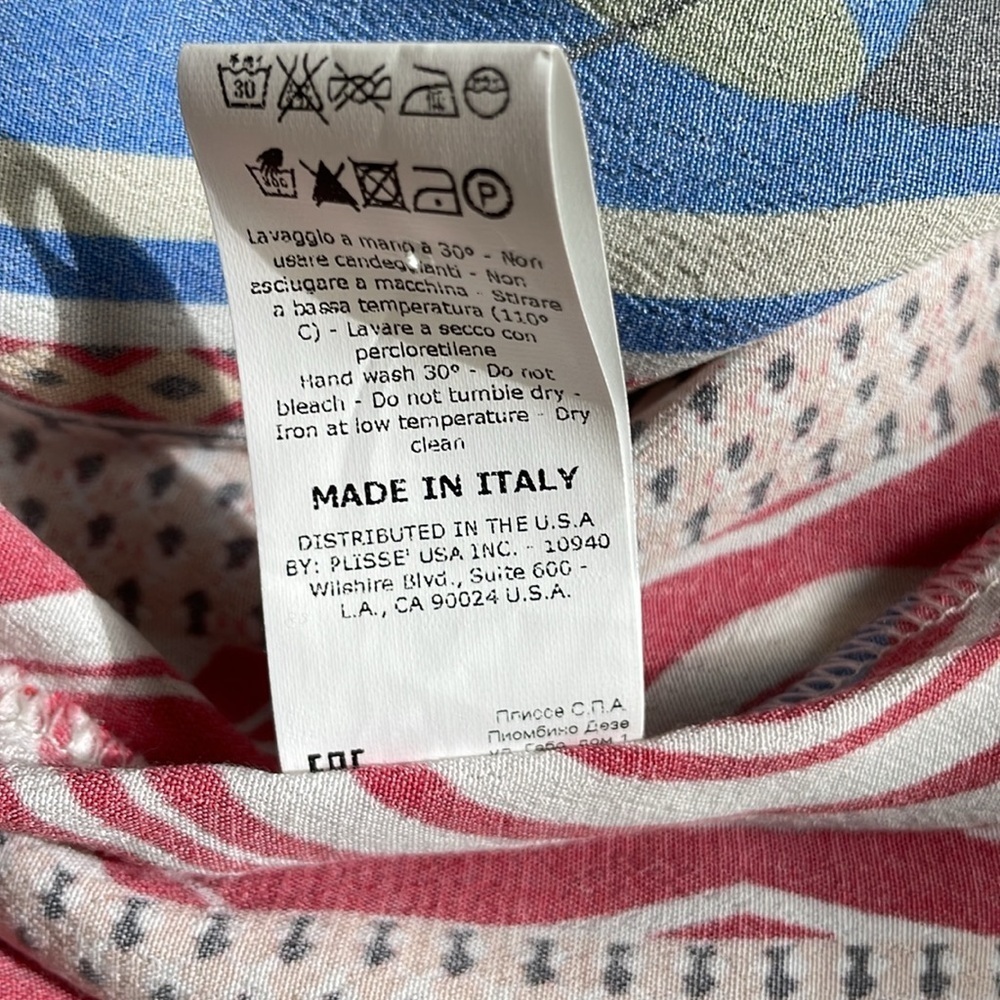 30
P
Lavaggio a mano a 30° - Non
usare candeggianti - Non
asciugare a macchina - Stirare
a bassa temperatura (110°
C) - Lavare a secco con
percloretilene
Hand wash 30° - Do not
bleach - Do not tumble dry -
Iron at low temperature - Dry
clean
MADE IN ITALY
DISTRIBUTED IN THE U.S.A
BY: PLISSE' USA INC. - 10940
Wilshire Blvd., Suite 600 -
L.A., CA 90024 U.S.A.
Плиссе С.П.А.
Пиомбино Дезе